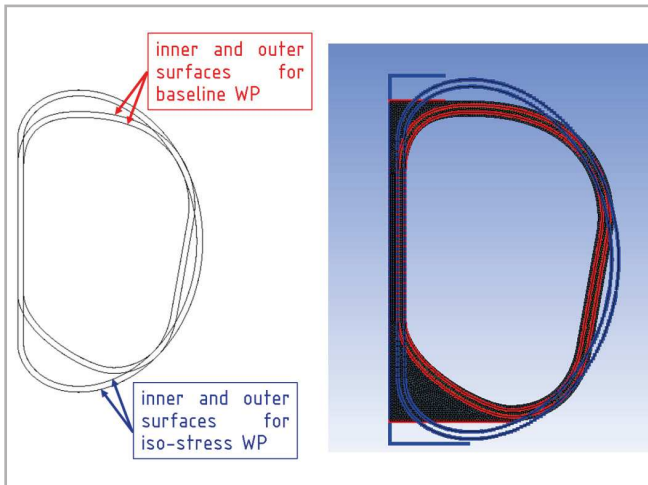 inner and outer
surfaces for
baseline WP
inner and outer
surfaces for
iso-stress WP